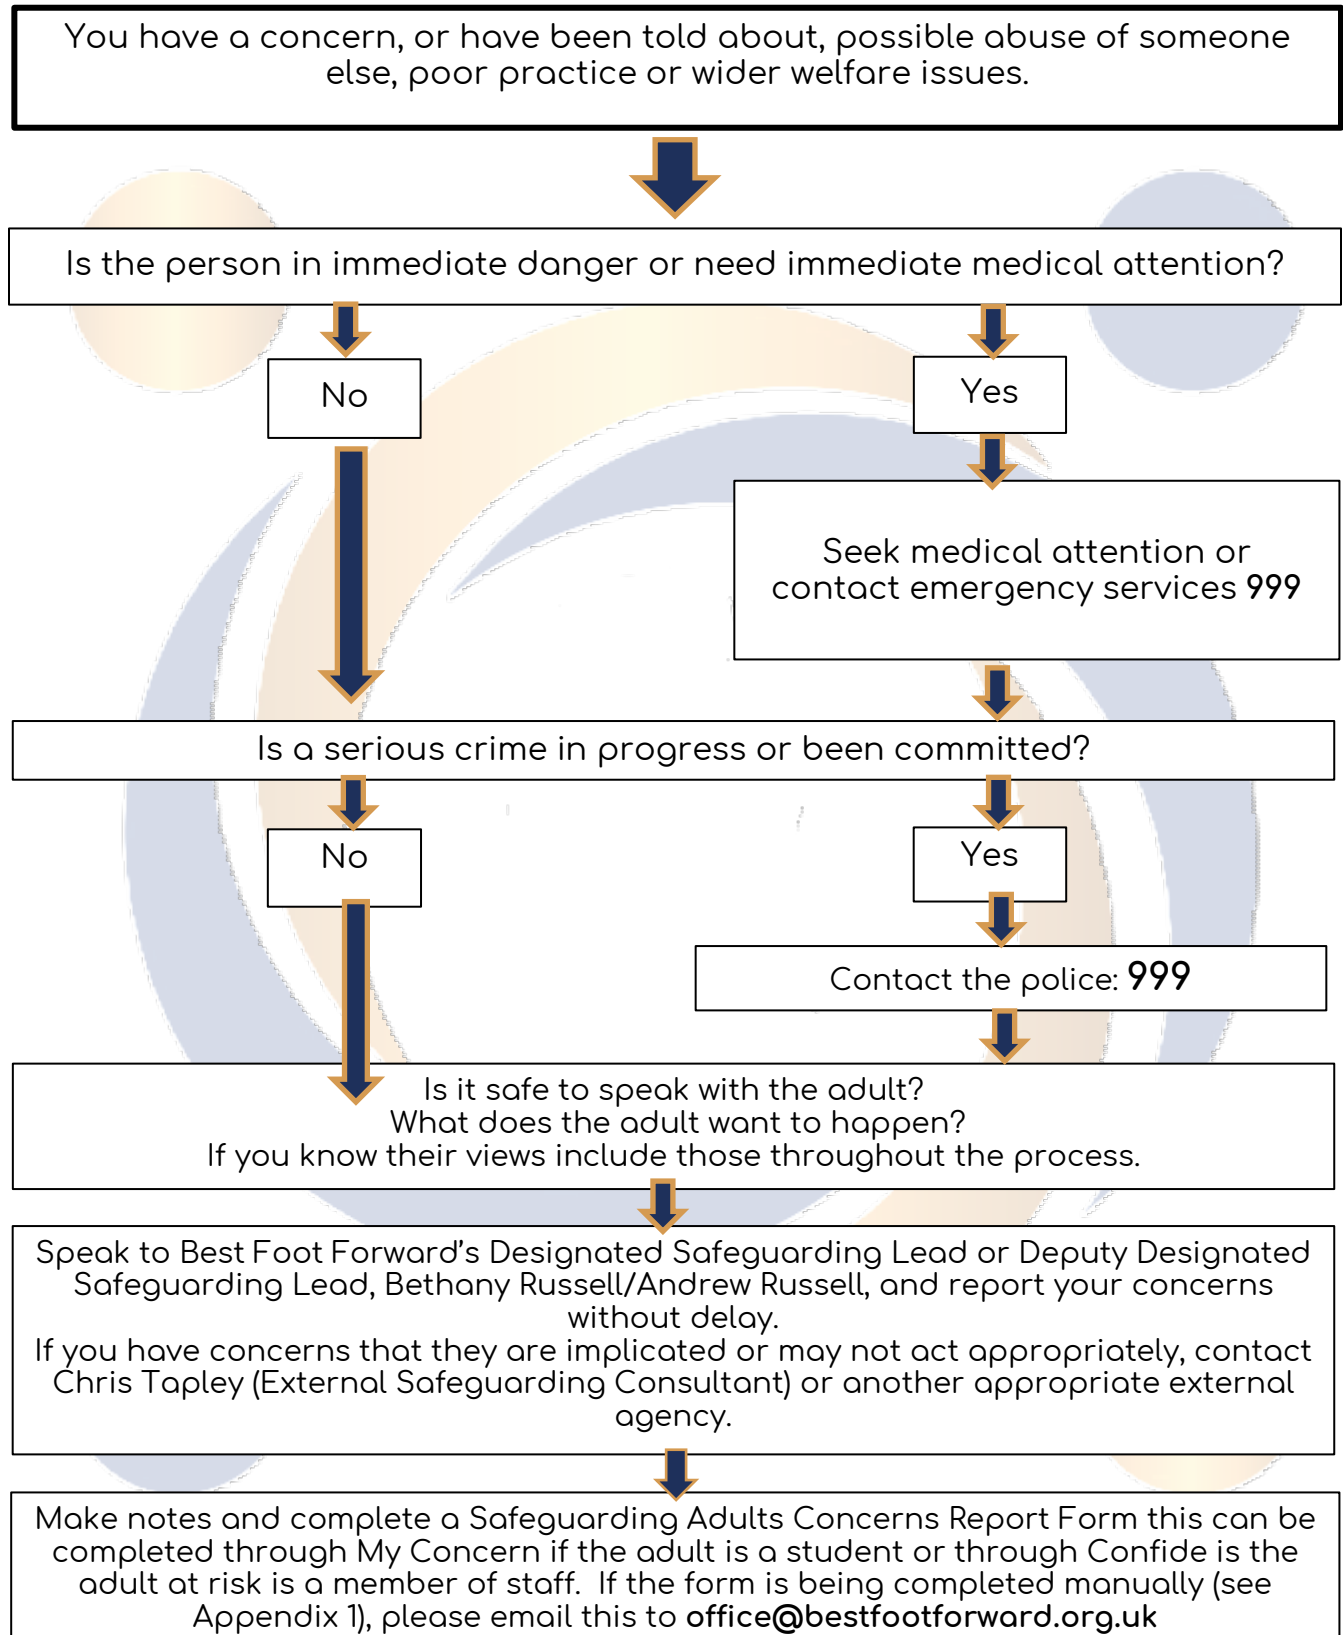 You have a concern, or have been told about, possible abuse of someone
else, poor practice or wider welfare issues.
Is the person in immediate danger or need immediate medical attention?
No
Yes
Seek medical attention or
contact emergency services 999
Is a serious crime in progress or been committed?
No
Yes
Contact the police: 999
Is it safe to speak with the adult?
What does the adult want to happen?
If you know their views include those throughout the process.
Speak to Best Foot Forward’s Designated Safeguarding Lead or Deputy Designated
Safeguarding Lead, Bethany Russell/Andrew Russell, and report your concerns
without delay.
If you have concerns that they are implicated or may not act appropriately, contact
Chris Tapley (External Safeguarding Consultant) or another appropriate external
agency.
Make notes and complete a Safeguarding Adults Concerns Report Form this can be
completed through My Concern if the adult is a student or through Confide is the
adult at risk is a member of staff.  If the form is being completed manually (see
Appendix 1), please email this to office@bestfootforward.org.uk